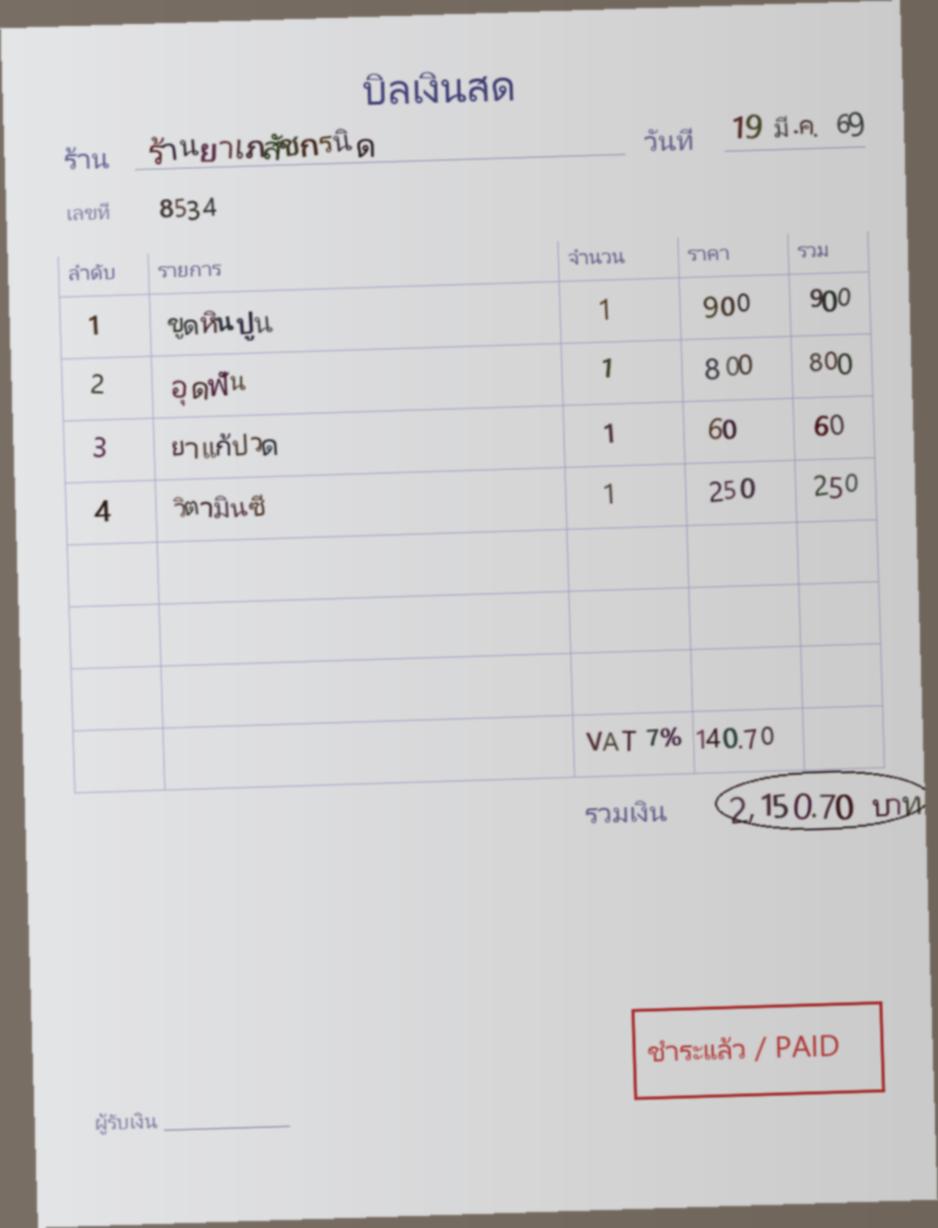 บิลเงินสด
ร้าน ร้านยาเภสัชกรนิด วันที่ 19 มี.ค. 69
เลขที่ 8534
ลำดับ รายการ จำนวน ราคา รวม
1 ขูดหินปูน 1 900 900
2 อุดฟัน 1 800 800
3 ยาแก้ปวด 1 60 60
4 วิตามินซี 1 250 250
VAT 7% 140.70
รวมเงิน 2,150.70 บาท
ชำระแล้ว / PAID
ผู้รับเงิน